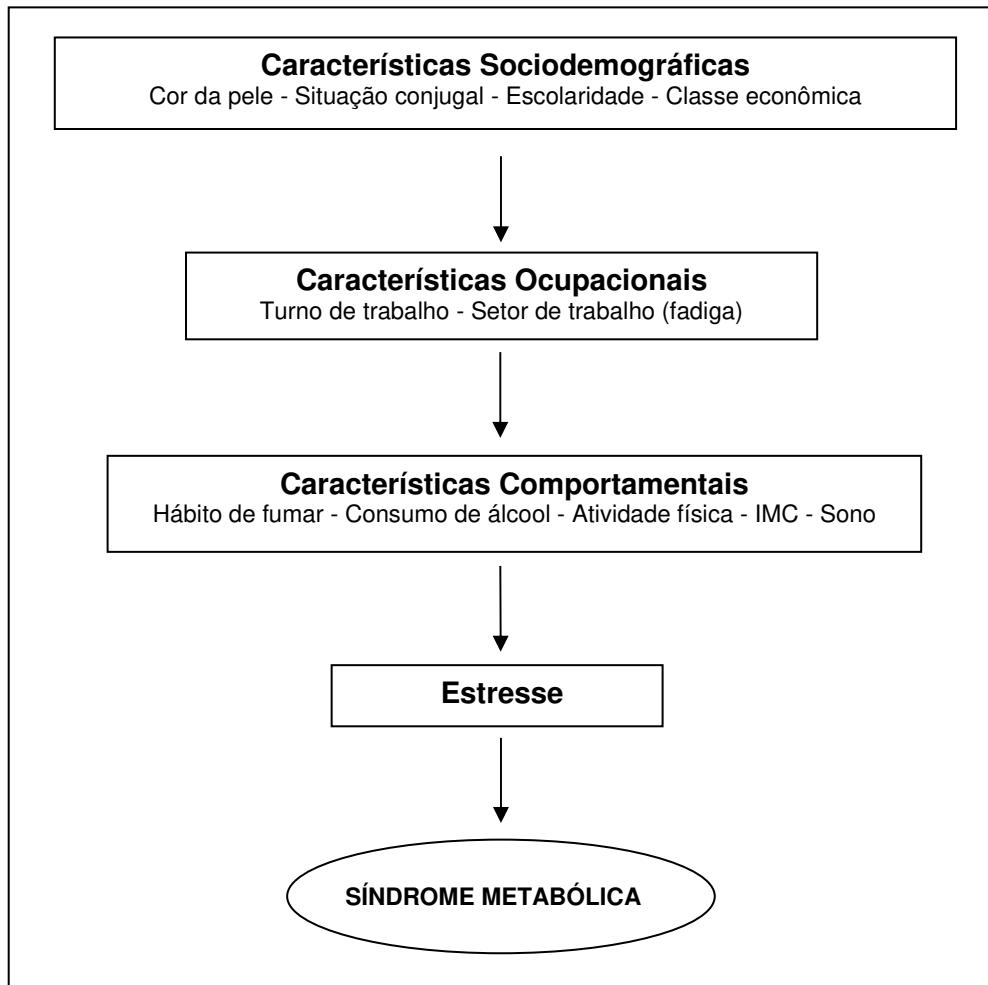 Características Sociodemográficas
Cor da pele - Situação conjugal - Escolaridade - Classe econômica
Características Ocupacionais
Turno de trabalho - Setor de trabalho (fadiga)
Características Comportamentais
Hábito de fumar - Consumo de álcool - Atividade física - IMC - Sono
Estresse
SÍNDROME METABÓLICA